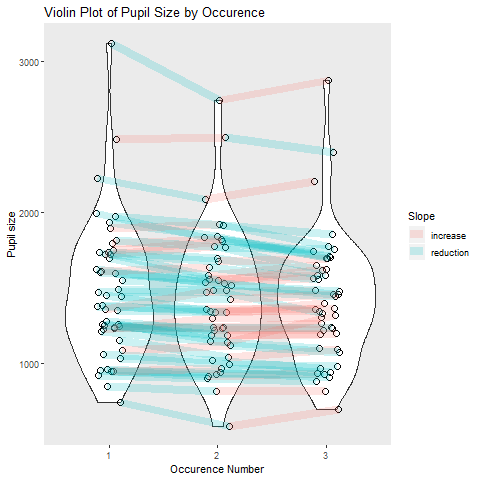 Violin Plot of Pupil Size by Occurence
3000
2000
1000
Pupil size
1
2
3
Occurence Number
Slope
increase
reduction